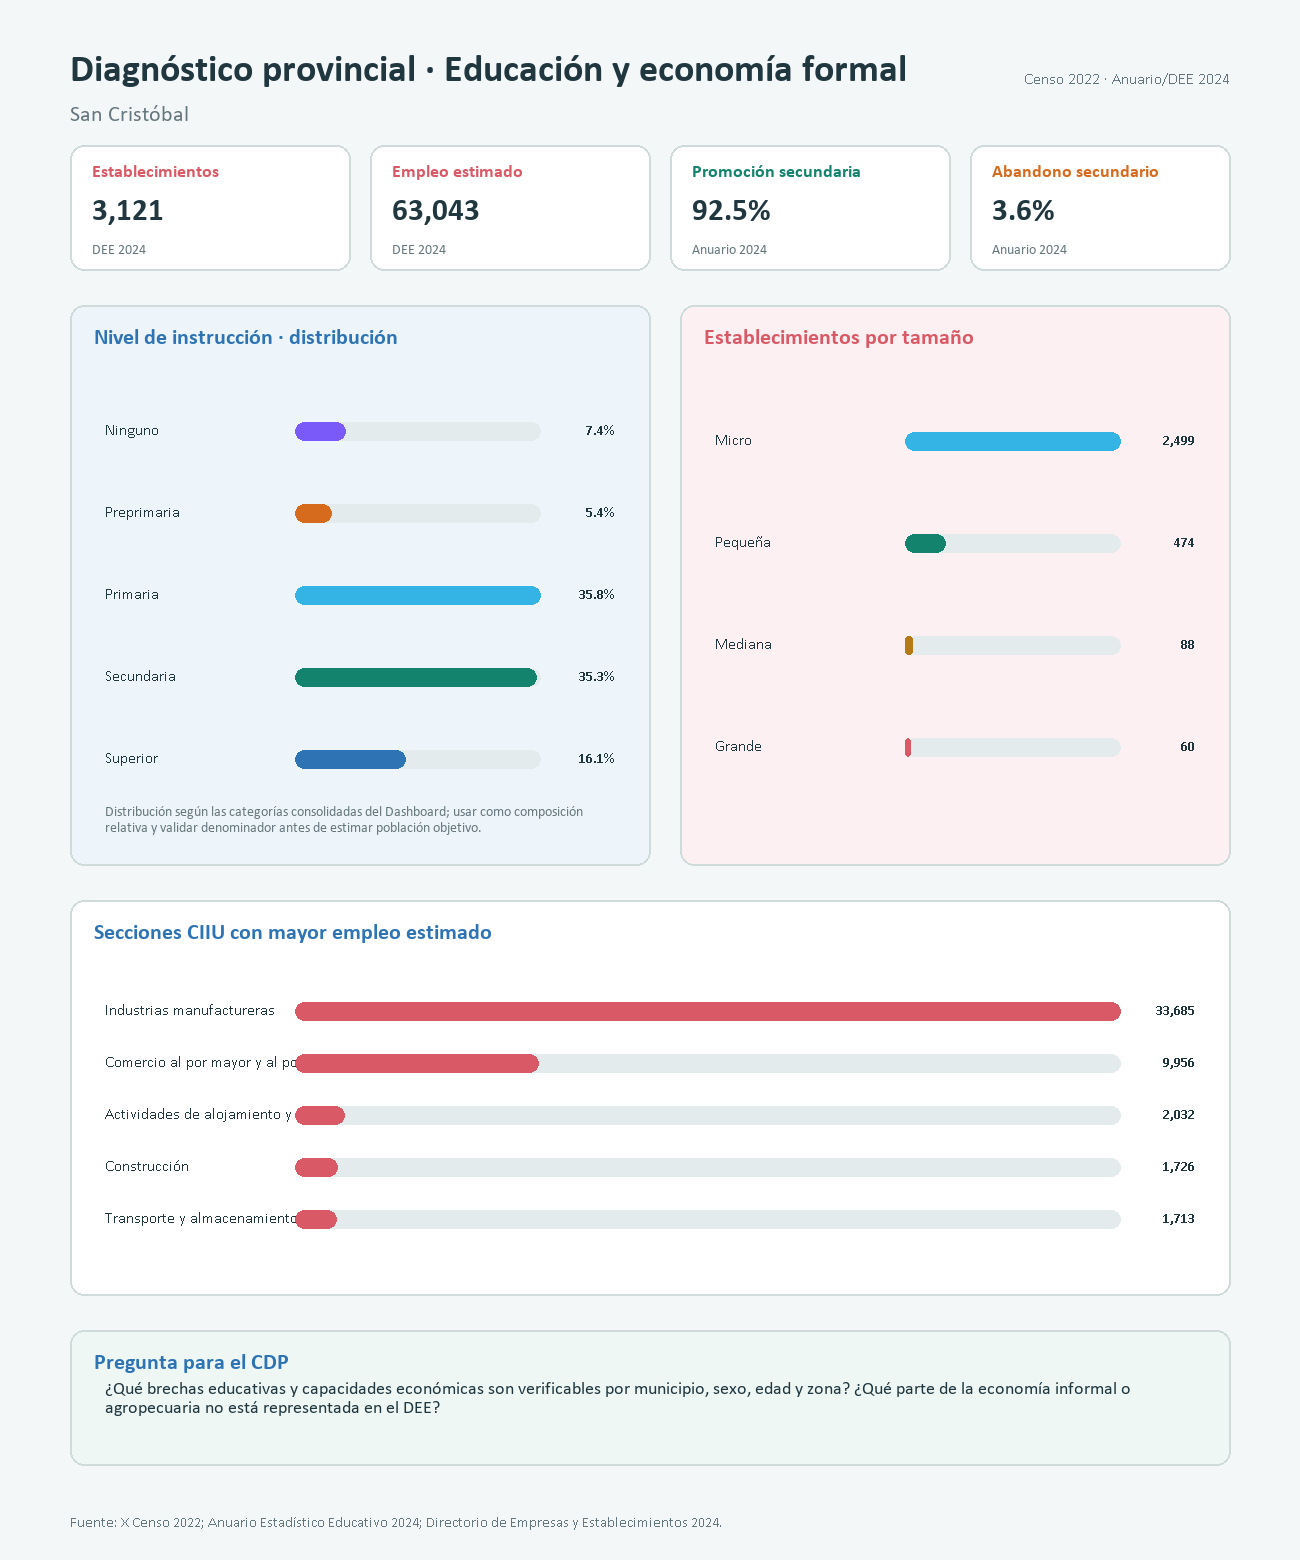 Diagnóstico provincial · Educación y economía formal
Censo 2022 · Anuario/DEE 2024
San Cristóbal
Establecimientos
3,121
DEE 2024
Empleo estimado
63,043
DEE 2024
Promoción secundaria
92.5%
Anuario 2024
Abandono secundario
3.6%
Anuario 2024
Nivel de instrucción · distribución
Ninguno 7.4%
Preprimaria 5.4%
Primaria 35.8%
Secundaria 35.3%
Superior 16.1%
Distribución según las categorías consolidadas del Dashboard; usar como composición
relativa y validar denominador antes de estimar población objetivo.
Establecimientos por tamaño
Micro 2,499
Pequeña 474
Mediana 88
Grande 60
Secciones CIIU con mayor empleo estimado
Industrias manufactureras 33,685
Comercio al por mayor y al po 9,956
Actividades de alojamiento y 2,032
Construcción 1,726
Transporte y almacenamiento 1,713
Pregunta para el CDP
¿Qué brechas educativas y capacidades económicas son verificables por municipio, sexo, edad y zona? ¿Qué parte de la economía informal o
agropecuaria no está representada en el DEE?
Fuente: X Censo 2022; Anuario Estadístico Educativo 2024; Directorio de Empresas y Establecimientos 2024.